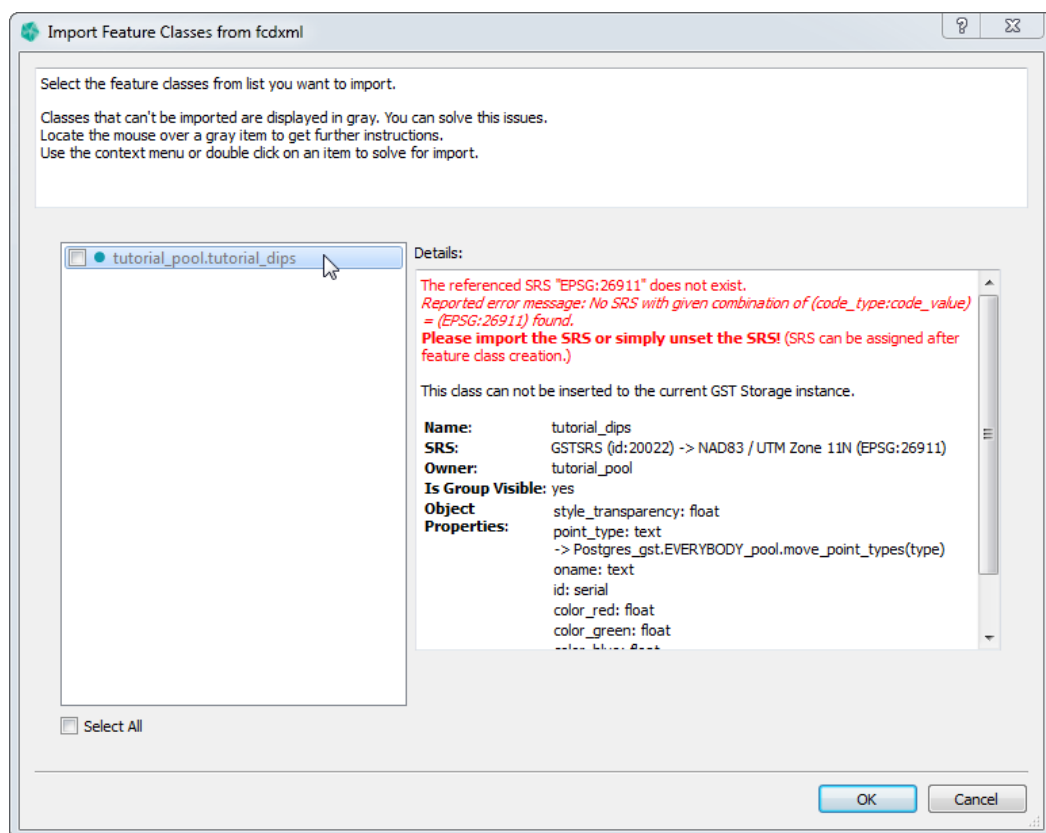 Import Feature Classes from fcdxml
Select the feature classes from list you want to import.
Classes that can't be imported are displayed in gray. You can solve this issues.
Locate the mouse over a gray item to get further instructions.
Use the context menu or double click on an item to solve for import.
tutorial_pool.tutorial_dips
Details:
The referenced SRS "EPSG:26911" does not exist.
Reported error message: No SRS with given combination of (code_type:code_value)
= (EPSG:26911) found.
Please import the SRS or simply unset the SRS! (SRS can be assigned after
feature class creation.)
This class can not be inserted to the current GST Storage instance.
Name: tutorial_dips
SRS: GSTSRS (id:20022) -> NAD83 / UTM Zone 11N (EPSG:26911)
Owner: tutorial_pool
Is Group Visible: yes
Object style_transparency: float
Properties: point_type: text
-> Postgres_gst.EVERYBODY_pool.move_point_types(type)
oname: text
id: serial
color_red: float
color_green: float
color_blue: float
Select All
OK Cancel